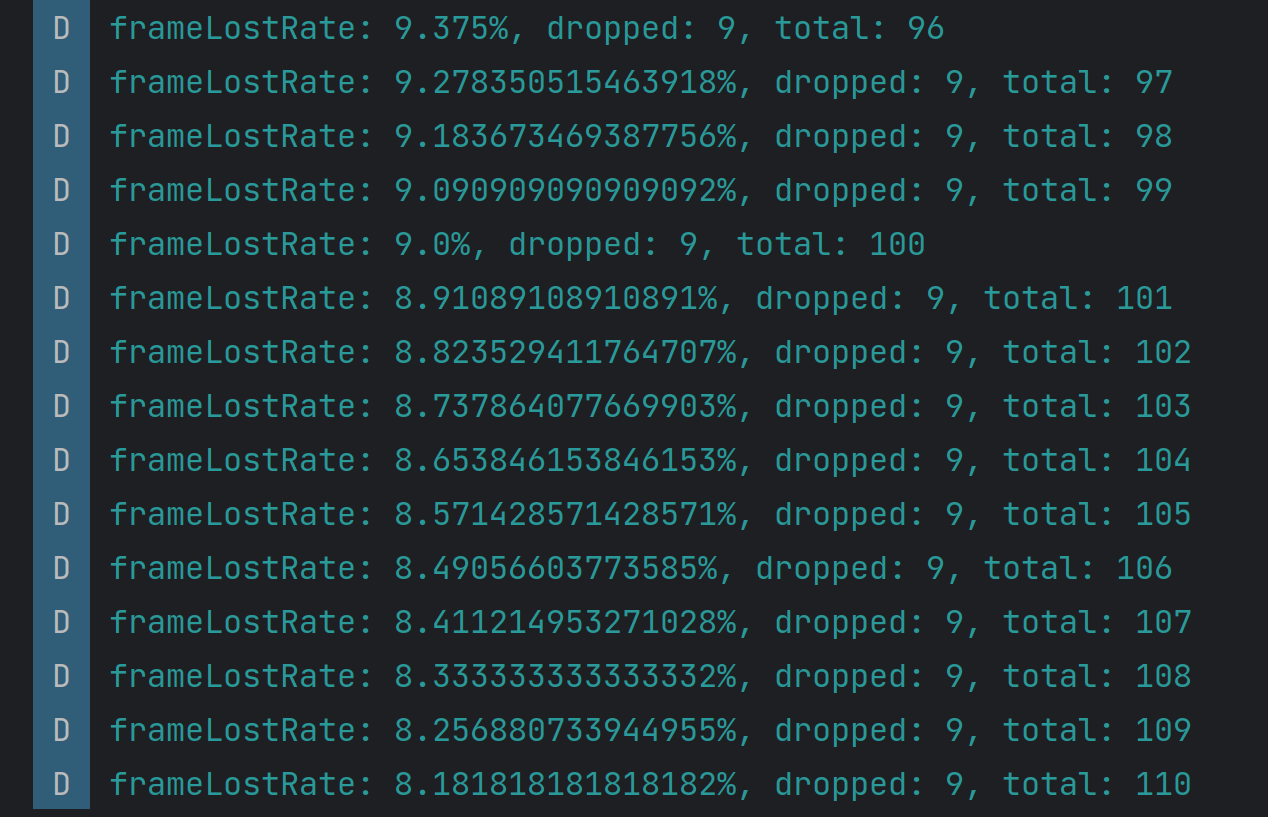 D frameLostRate: 9.375%, dropped: 9, total: 96
D frameLostRate: 9.278350515463918%, dropped: 9, total: 97
D frameLostRate: 9.183673469387756%, dropped: 9, total: 98
D frameLostRate: 9.090909090909092%, dropped: 9, total: 99
D frameLostRate: 9.0%, dropped: 9, total: 100
D frameLostRate: 8.91089108910891%, dropped: 9, total: 101
D frameLostRate: 8.823529411764707%, dropped: 9, total: 102
D frameLostRate: 8.737864077669903%, dropped: 9, total: 103
D frameLostRate: 8.653846153846153%, dropped: 9, total: 104
D frameLostRate: 8.571428571428571%, dropped: 9, total: 105
D frameLostRate: 8.49056603773585%, dropped: 9, total: 106
D frameLostRate: 8.411214953271028%, dropped: 9, total: 107
D frameLostRate: 8.333333333333332%, dropped: 9, total: 108
D frameLostRate: 8.256880733944955%, dropped: 9, total: 109
D frameLostRate: 8.181818181818182%, dropped: 9, total: 110